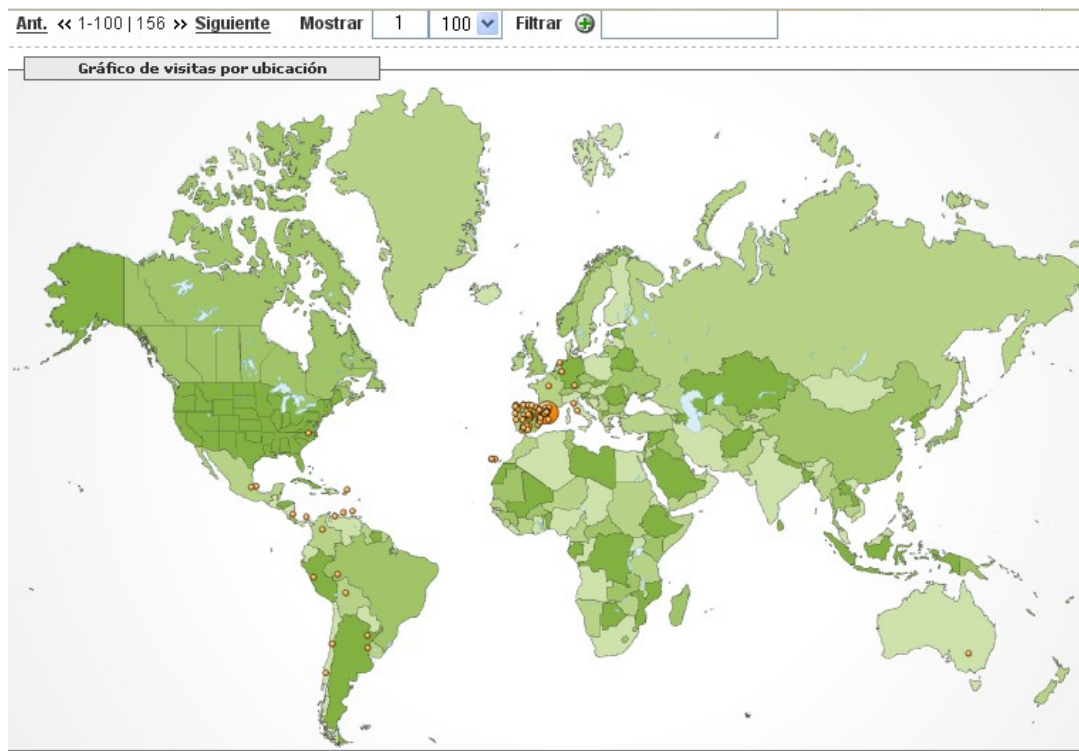 Ant. « 1-100 | 156 » Siguiente Mostrar 1 100 Filtrar
Gráfico de visitas por ubicación